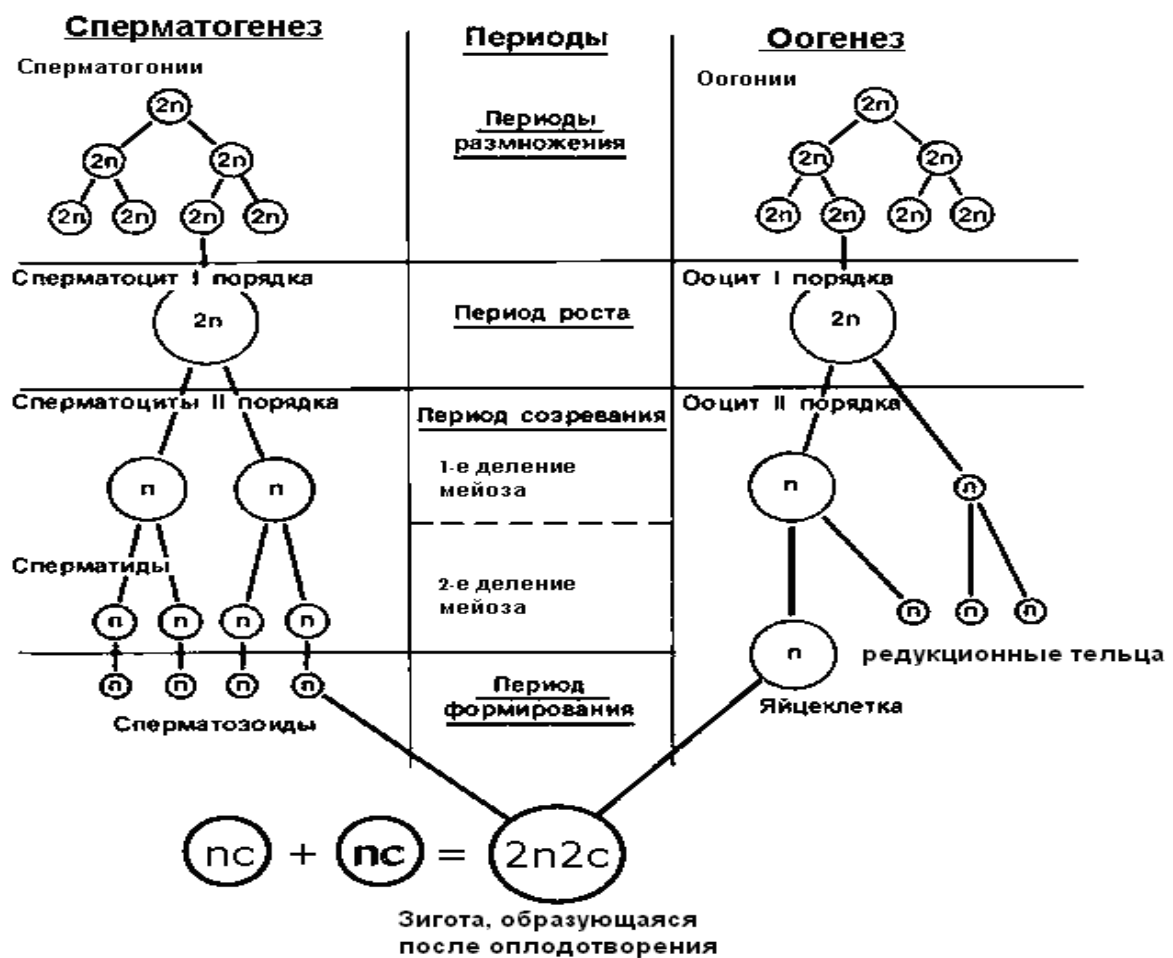 Сперматогенез
Периоды
Оогенез
Сперматогонии
Оогонии
2n
2n
Периоды
размножения
2n 2n
2n 2n
2n 2n 2n 2n
2n 2n 2n 2n
Сперматоцит I порядка
Ооцит I порядка
2n
Период роста
2n
Сперматоциты II порядка
Ооцит II порядка
Период созревания
1-е деление
мейоза
n n
n n
Сперматиды
2-е деление
мейоза
n n n n
n n n
n
редукционные тельца
n n n n
Период
формирования
Яйцеклетка
Сперматозоиды
nc + nc = 2n2c
Зигота, образующаяся
после оплодотворения